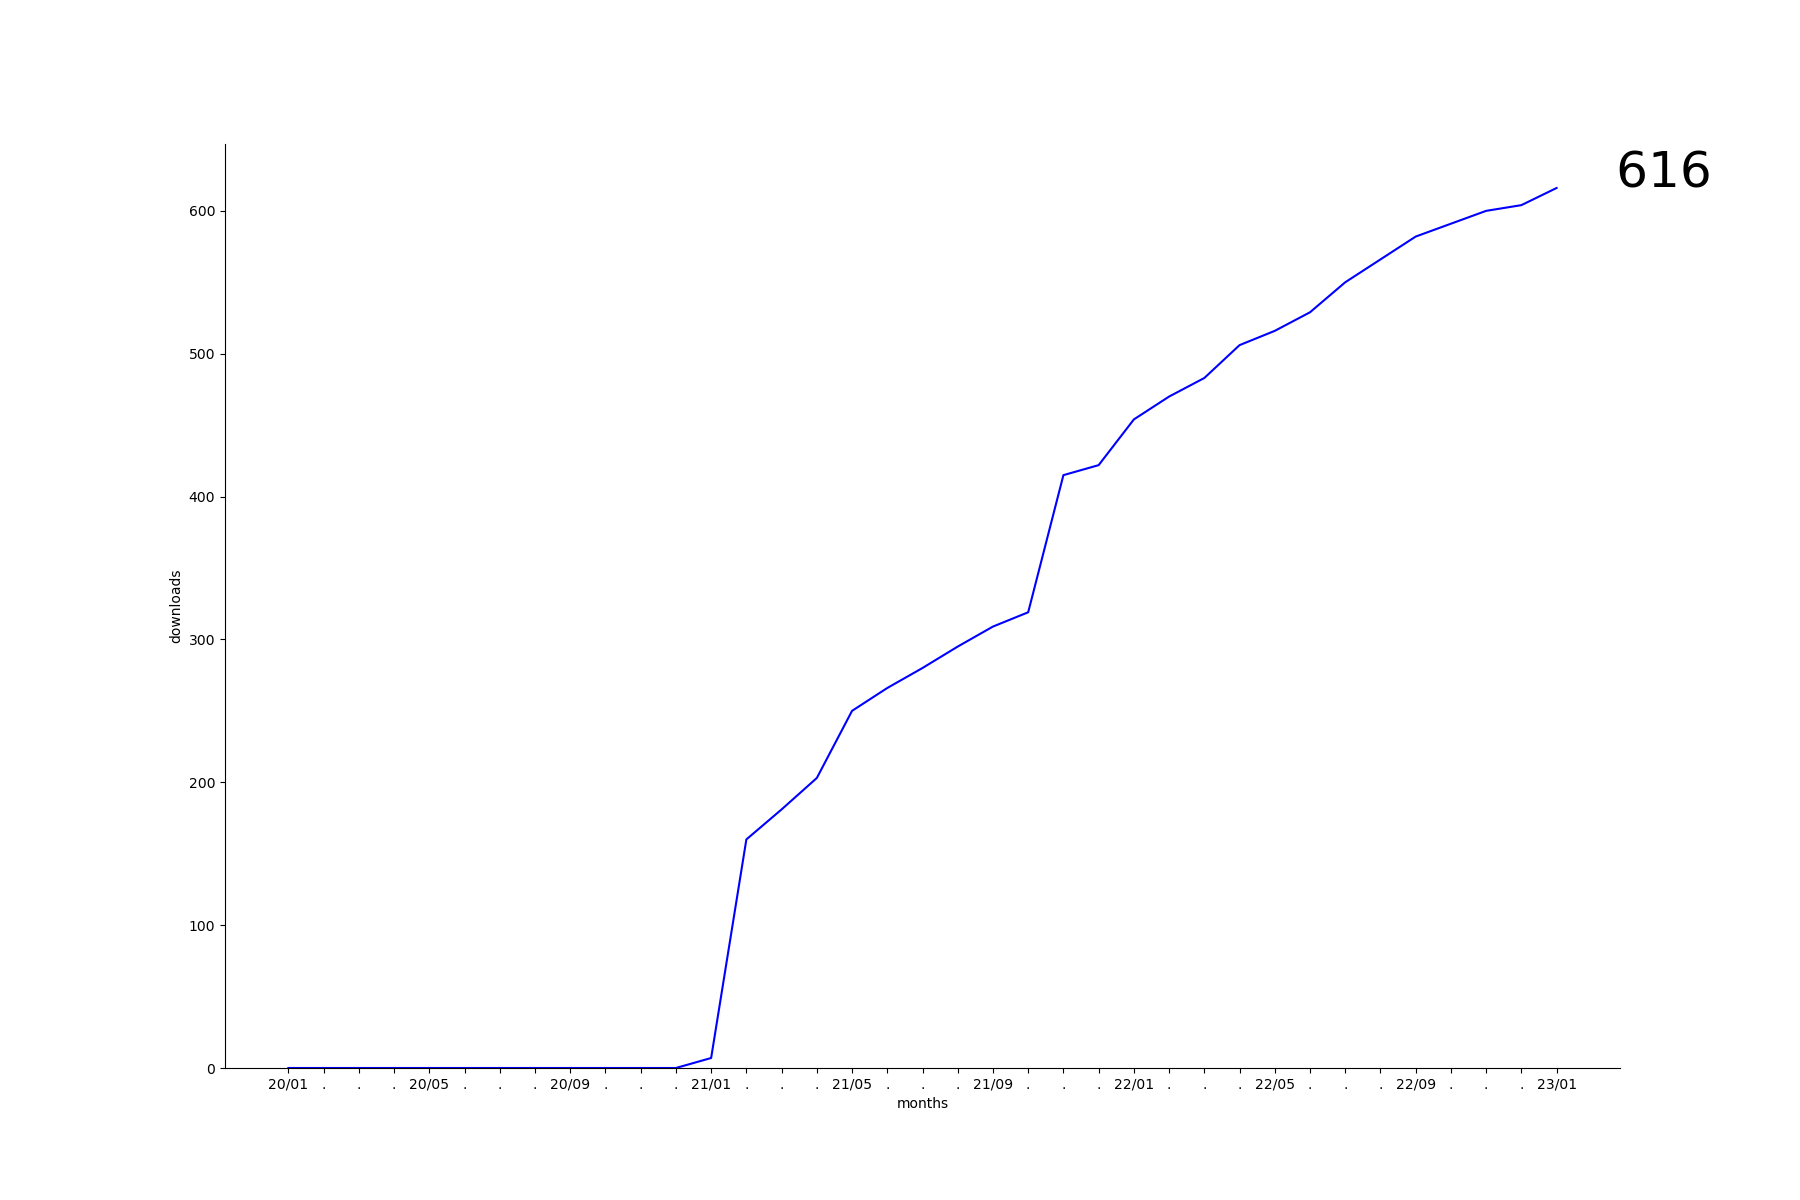 616
600
500
400
downloads
300
200
100
0
20/01 . . . 20/05 . . . 20/09 . . . 21/01 . . . 21/05 . . . 21/09 . . . 22/01 . . . 22/05 . . . 22/09 . . . 23/01
months